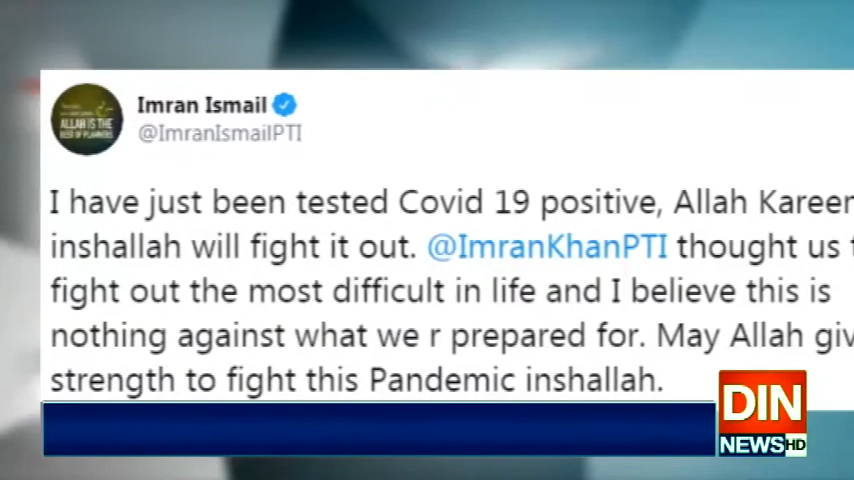 Imran Ismail
@ImranIsmailPTI
ALLAH IS THE
BEST OF PLANNERS
I have just been tested Covid 19 positive, Allah
inshallah will fight it out. @ImranKhanPTI thought us
fight out the most difficult in life and I believe this is
nothing against what we r prepared for. May Allah
strength to fight this Pandemic inshallah.
DIN
NEWS HD